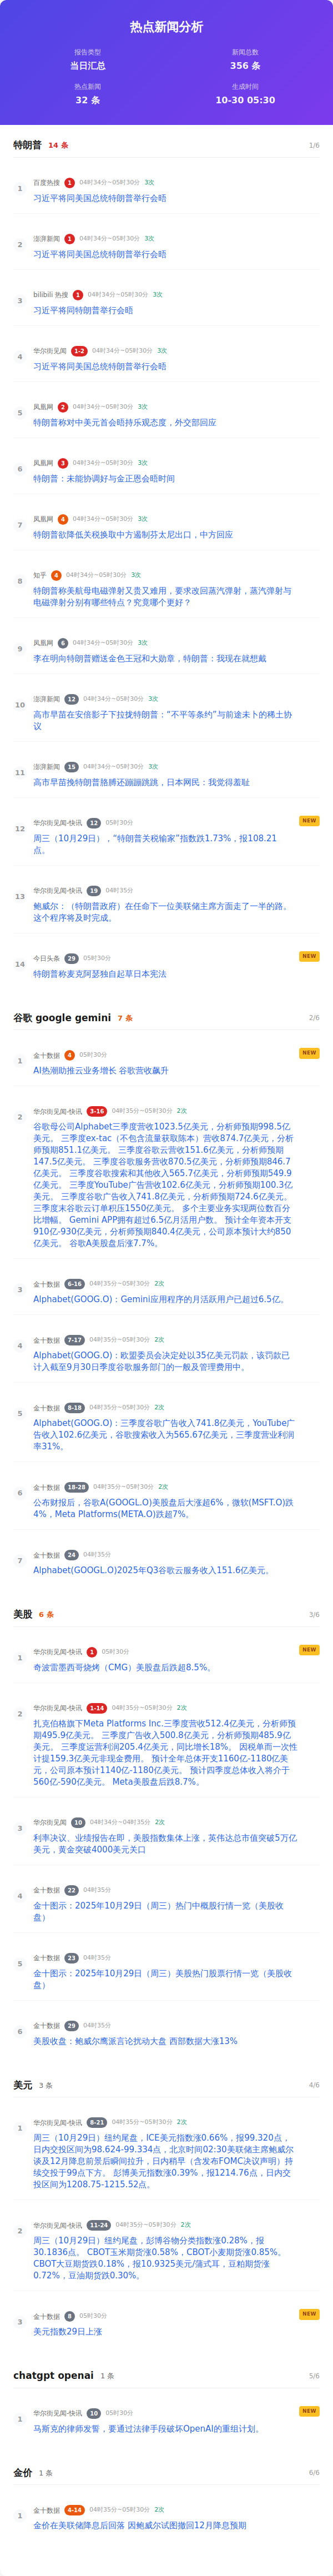 热点新闻分析
报告类型
新闻总数
当日汇总
356 条
热点新闻
生成时间
32 条
10-30 05:30
特朗普 14 条 1/6
1
百度热搜 1 04时34分~05时30分 3次
习近平将同美国总统特朗普举行会晤
2
澎湃新闻 1 04时34分~05时30分 3次
习近平将同美国总统特朗普举行会晤
3
bilibili 热搜 1 04时34分~05时30分 3次
习近平将同特朗普举行会晤
4
华尔街见闻 1-2 04时34分~05时30分 3次
习近平将同美国总统特朗普举行会晤
5
凤凰网 2 04时34分~05时30分 3次
特朗普称对中美元首会晤持乐观态度，外交部回应
6
凤凰网 3 04时34分~05时30分 3次
特朗普：未能协调好与金正恩会晤时间
7
凤凰网 4 04时34分~05时30分 3次
特朗普欲降低关税换取中方遏制芬太尼出口，中方回应
8
知乎 4 04时34分~05时30分 3次
特朗普称美航母电磁弹射又贵又难用，要求改回蒸汽弹射，蒸汽弹射与
电磁弹射分别有哪些特点？究竟哪个更好？
9
凤凰网 6 04时34分~05时30分 3次
李在明向特朗普赠送金色王冠和大勋章，特朗普：我现在就想戴
10
澎湃新闻 12 04时34分~05时30分 3次
高市早苗在安倍影子下拉拢特朗普：“不平等条约”与前途未卜的稀土协
议
11
澎湃新闻 15 04时34分~05时30分 3次
高市早苗挽特朗普胳膊还蹦蹦跳跳，日本网民：我觉得羞耻
12
华尔街见闻-快讯 12 05时30分 NEW
周三（10月29日），“特朗普关税输家”指数跌1.73%，报108.21
点。
13
华尔街见闻-快讯 19 04时35分
鲍威尔：（特朗普政府）在任命下一位美联储主席方面走了一半的路。
这个程序将及时完成。
14
今日头条 29 05时30分 NEW
特朗普称麦克阿瑟独自起草日本宪法
谷歌 google gemini 7 条 2/6
1
金十数据 4 05时30分 NEW
AI热潮助推云业务增长 谷歌营收飙升
2
华尔街见闻-快讯 3-16 04时35分~05时30分 2次
谷歌母公司Alphabet三季度营收1023.5亿美元，分析师预期998.5亿
美元。 三季度ex-tac（不包含流量获取陈本）营收874.7亿美元，分析
师预期851.1亿美元。 三季度谷歌云营收151.6亿美元，分析师预期
147.5亿美元。 三季度谷歌服务营收870.5亿美元，分析师预期846.7
亿美元。 三季度谷歌搜索和其他收入565.7亿美元，分析师预期549.9
亿美元。 三季度YouTube广告营收102.6亿美元，分析师预期100.3亿
美元。 三季度谷歌广告收入741.8亿美元，分析师预期724.6亿美元。
三季度末谷歌云订单积压1550亿美元。 多个主要业务实现两位数百分
比增幅。 Gemini APP拥有超过6.5亿月活用户数。 预计全年资本开支
910亿-930亿美元，分析师预期840.4亿美元，公司原本预计大约850
亿美元。 谷歌A美股盘后涨7.7%。
3
金十数据 6-16 04时35分~05时30分 2次
Alphabet(GOOG.O)：Gemini应用程序的月活跃用户已超过6.5亿。
4
金十数据 7-17 04时35分~05时30分 2次
Alphabet(GOOG.O)：欧盟委员会决定处以35亿美元罚款，该罚款已
计入截至9月30日季度谷歌服务部门的一般及管理费用中。
5
金十数据 8-18 04时35分~05时30分 2次
Alphabet(GOOG.O)：三季度谷歌广告收入741.8亿美元，YouTube广
告收入102.6亿美元，谷歌搜索收入为565.67亿美元，三季度营业利润
率31%。
6
金十数据 18-28 04时35分~05时30分 2次
公布财报后，谷歌A(GOOGL.O)美股盘后大涨超6%，微软(MSFT.O)跌
4%，Meta Platforms(META.O)跌超7%。
7
金十数据 24 04时35分
Alphabet(GOOGL.O)2025年Q3谷歌云服务收入151.6亿美元。
美股 6 条 3/6
1
华尔街见闻-快讯 1 05时30分 NEW
奇波雷墨西哥烧烤（CMG）美股盘后跌超8.5%。
2
华尔街见闻-快讯 1-14 04时35分~05时30分 2次
扎克伯格旗下Meta Platforms Inc.三季度营收512.4亿美元，分析师预
期495.9亿美元。 三季度广告收入500.8亿美元，分析师预期485.9亿
美元。 三季度运营利润205.4亿美元，同比增长18%。 因税单而一次性
计提159.3亿美元非现金费用。 预计全年总体开支1160亿-1180亿美
元，公司原本预计1140亿-1180亿美元。 预计四季度总体收入将介于
560亿-590亿美元。 Meta美股盘后跌8.7%。
3
华尔街见闻 10 04时34分~04时35分 2次
利率决议、业绩报告在即，美股指数集体上涨，英伟达总市值突破5万亿
美元，黄金突破4000美元关口
4
金十数据 22 04时35分
金十图示：2025年10月29日（周三）热门中概股行情一览（美股收
盘）
5
金十数据 23 04时35分
金十图示：2025年10月29日（周三）美股热门股票行情一览（美股收
盘）
6
金十数据 29 04时35分
美股收盘：鲍威尔鹰派言论扰动大盘 西部数据大涨13%
美元 3 条 4/6
1
华尔街见闻-快讯 8-21 04时35分~05时30分 2次
周三（10月29日）纽约尾盘，ICE美元指数涨0.66%，报99.320点，
日内交投区间为98.624-99.334点，北京时间02:30美联储主席鲍威尔
谈及12月降息前景后瞬间拉升，日内稍早（含发布FOMC决议声明）持
续交投于99点下方。 彭博美元指数涨0.39%，报1214.76点，日内交
投区间为1208.75-1215.52点。
2
华尔街见闻-快讯 11-24 04时35分~05时30分 2次
周三（10月29日）纽约尾盘，彭博谷物分类指数涨0.28%，报
30.1836点。 CBOT玉米期货涨0.58%，CBOT小麦期货涨0.85%。
CBOT大豆期货跌0.18%，报10.9325美元/蒲式耳，豆粕期货涨
0.72%，豆油期货跌0.30%。
3
金十数据 8 05时30分 NEW
美元指数29日上涨
chatgpt openai 1 条 5/6
1
华尔街见闻-快讯 10 05时30分 NEW
马斯克的律师发誓，要通过法律手段破坏OpenAI的重组计划。
金价 1 条 6/6
1
金十数据 4-14 04时35分~05时30分 2次
金价在美联储降息后回落 因鲍威尔试图撤回12月降息预期